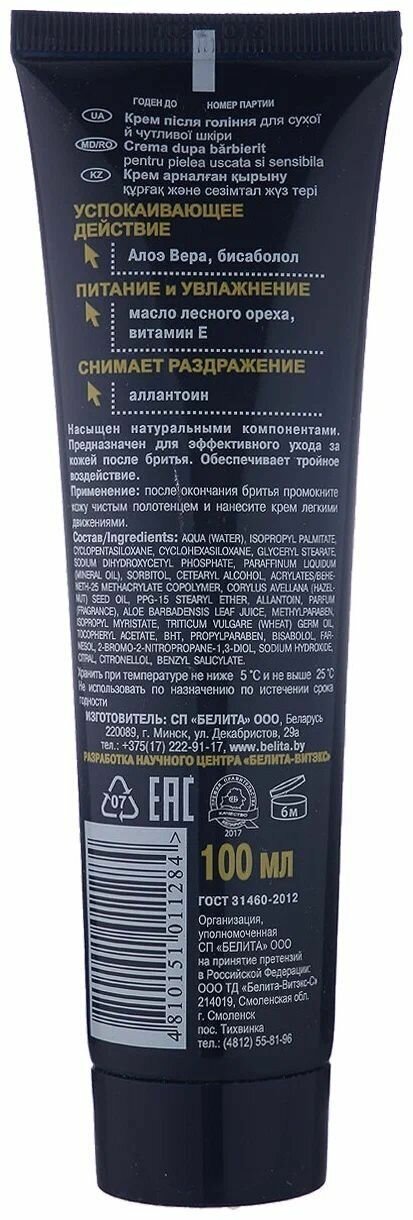 ГОДЕН ДО НОМЕР ПАРТИИ
UA Крем після гоління для сухої
й чутливої шкіри
MD/RO Crema dupa bărbierit
pentru pielea uscata si sensibila
KZ Крем арналған қырыну
құрғақ және сезімтал жүз тері
УСПОКАИВАЮЩЕЕ
ДЕЙСТВИЕ
Алоэ Вера, бисаболол
ПИТАНИЕ и УВЛАЖНЕНИЕ
масло лесного ореха,
витамин Е
СНИМАЕТ РАЗДРАЖЕНИЕ
аллантоин
Насыщен натуральными компонентами.
Предназначен для эффективного ухода за
кожей после бритья. Обеспечивает тройное
воздействие.
Применение: после окончания бритья промокните
кожу чистым полотенцем и нанесите крем легкими
движениями.
Состав/Ingredients: AQUA (WATER), ISOPROPYL PALMITATE,
CYCLOPENTASILOXANE, CYCLOHEXASILOXANE, GLYCERYL STEARATE,
SODIUM DIHYDROXYCETYL PHOSPHATE, PARAFFINUM LIQUIDUM
(MINERAL OIL), SORBITOL, CETEARYL ALCOHOL, ACRYLATES/BEHE-
METH-25 METHACRYLATE COPOLYMER, CORYLUS AVELLANA (HAZEL-
NUT) SEED OIL, PPG-15 STEARYL ETHER, ALLANTOIN, PARFUM
(FRAGRANCE), ALOE BARBADENSIS LEAF JUICE, METHYLPARABEN,
ISOPROPYL MYRISTATE, TRITICUM VULGARE (WHEAT) GERM OIL,
TOCOPHERYL ACETATE, BHT, PROPYLPARABEN, BISABOLOL, FAR-
NESOL, 2-BROMO-2-NITROPROPANE-1,3-DIOL, SODIUM HYDROXIDE,
CITRAL, CITRONELLOL, BENZYL SALICYLATE.
Хранить при температуре не ниже 5 °С и не выше 25 °С
Не использовать по назначению по истечении срока
годности
ИЗГОТОВИТЕЛЬ: СП «БЕЛИТА» ООО, Беларусь
220089, г. Минск, ул. Декабристов, 29а
тел.: +375(17) 222-91-17, www.belita.by
РАЗРАБОТКА НАУЧНОГО ЦЕНТРА «БЕЛИТА-ВИТЭКС»
07
ЕАС
КАЧЕСТВО
2017
6М
100 мл
4810151011284
ГОСТ 31460-2012
Организация,
уполномоченная
СП «БЕЛИТА» ООО
на принятие претензий
в Российской Федерации:
ООО ТД «Белита-Витэкс-С»
214019, Смоленская обл.
г. Смоленск
пос. Тихвинка
тел.: (4812) 55-81-96